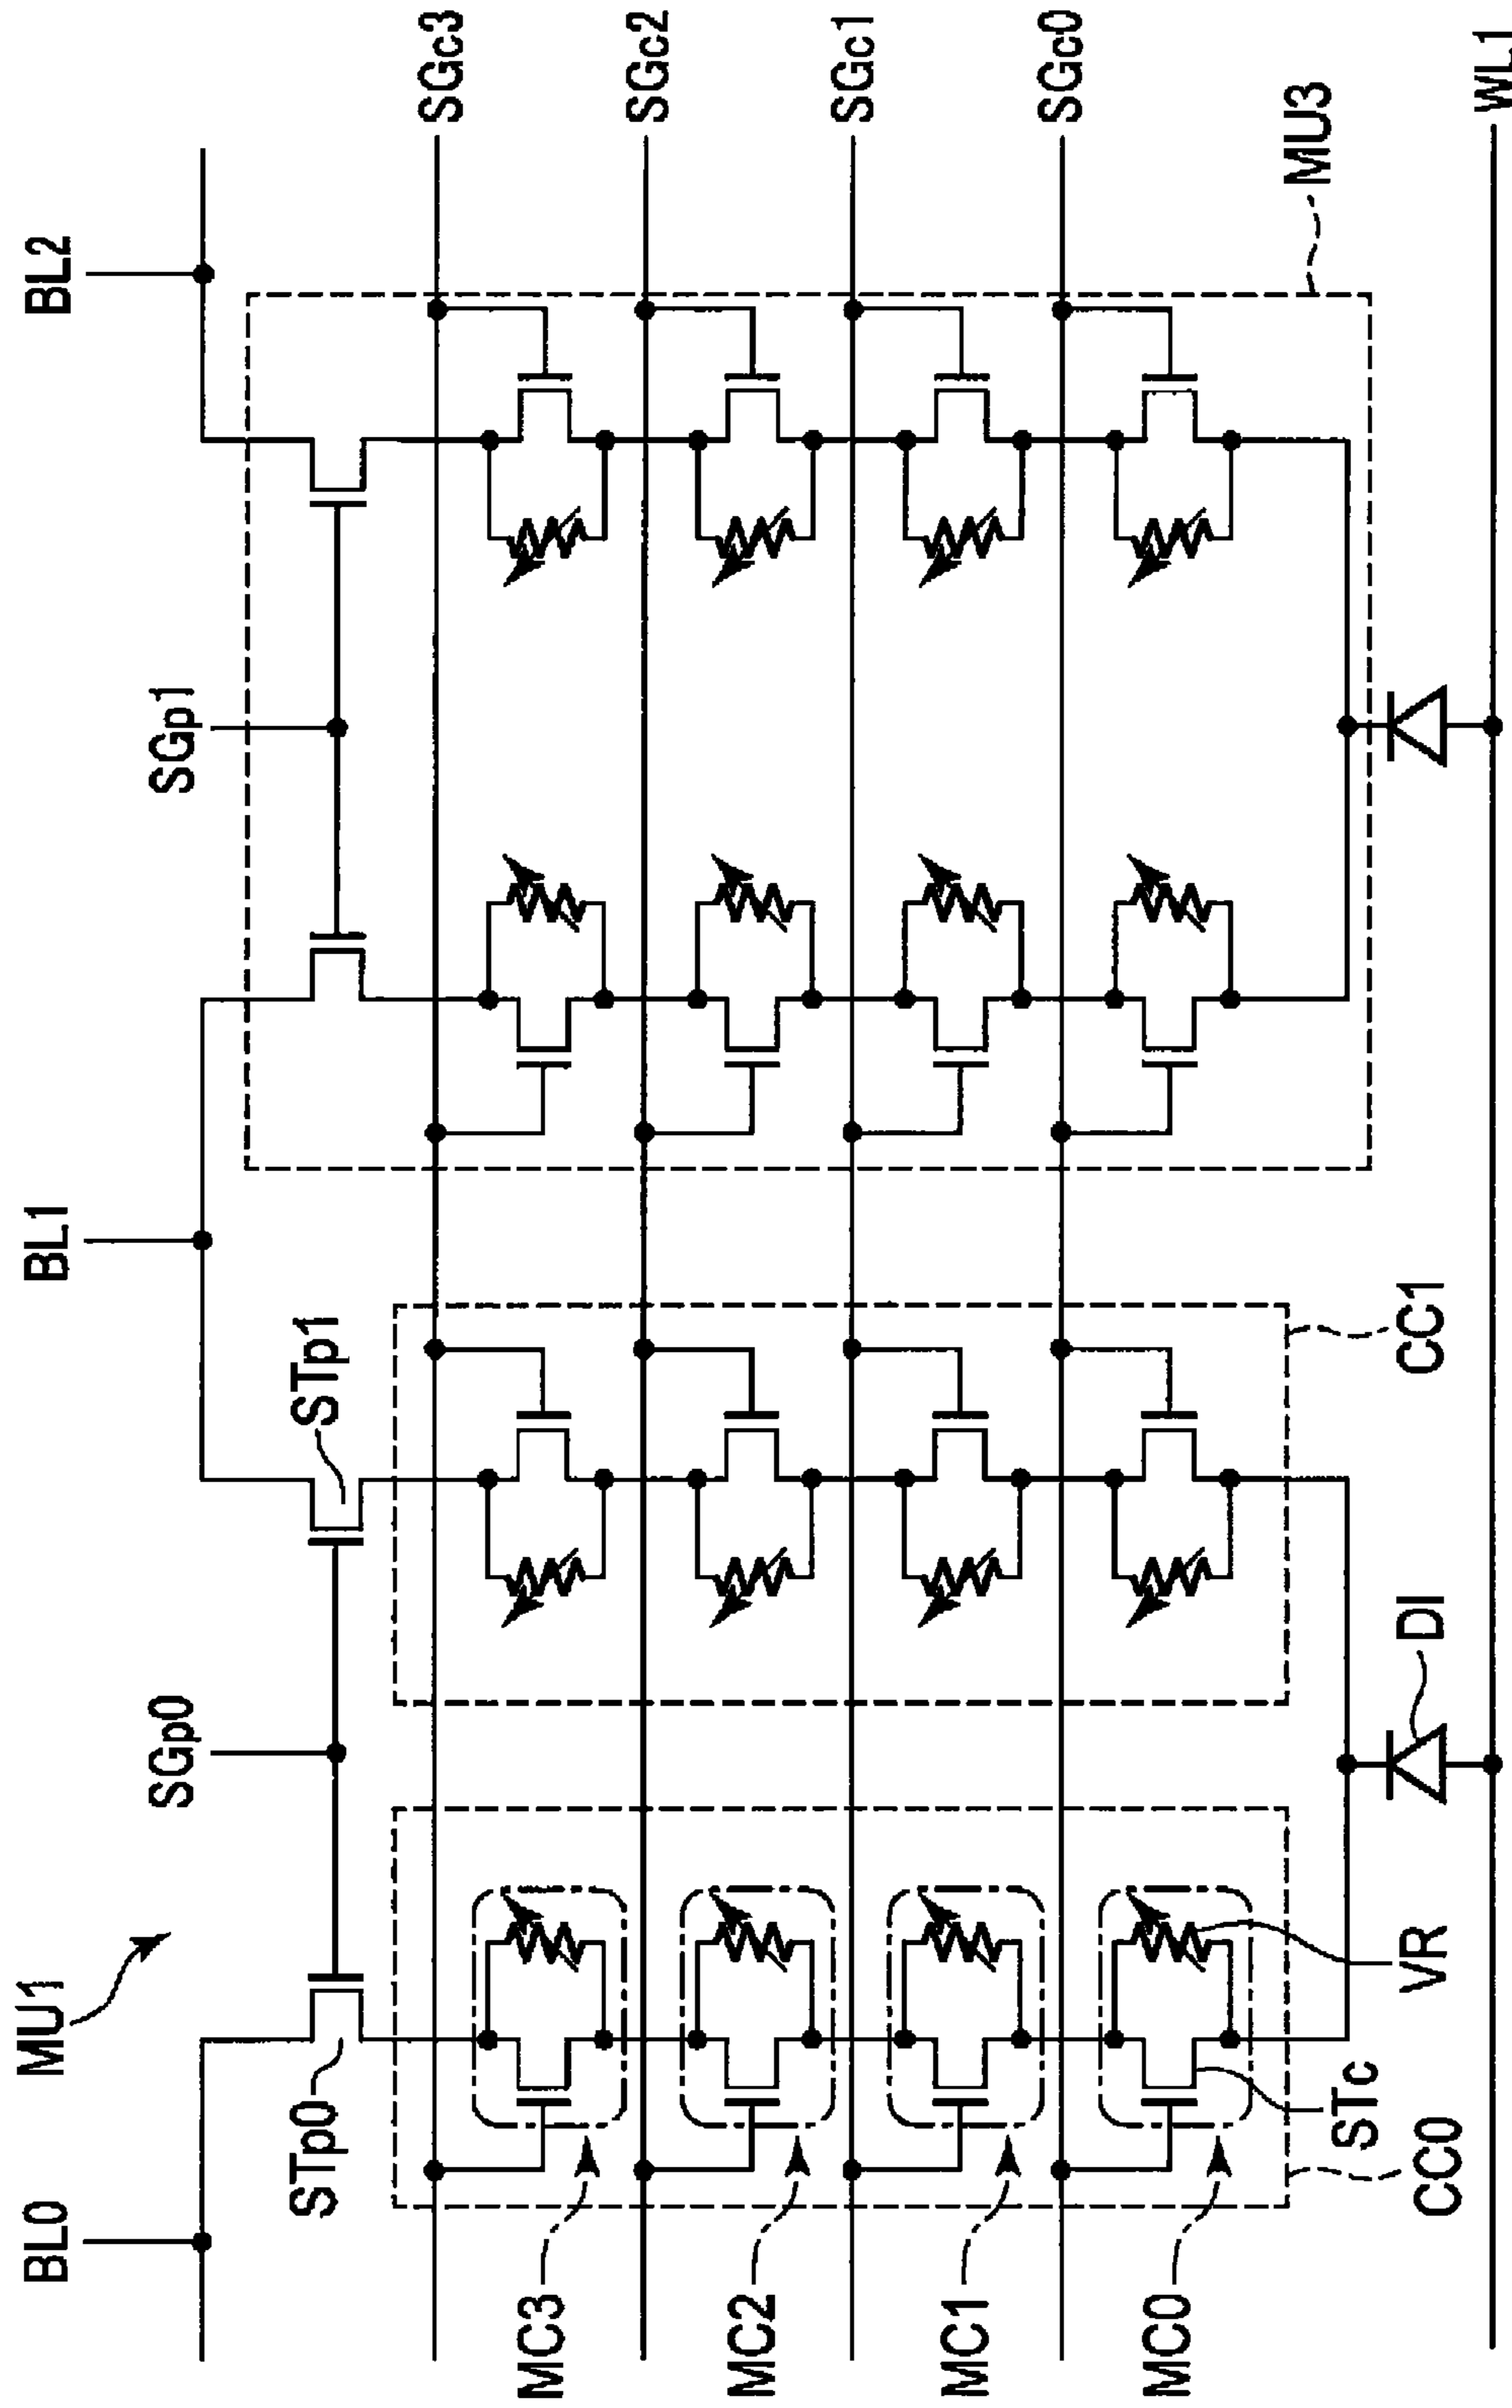 BL0
BL1
BL2
MU1
SGp0
SGp1
STp0
STp1
SGc3
SGc2
SGc1
SGc0
MC3
MC2
MC1
MC0
MU3
STc
VR
DI
CC0
CC1
WL1